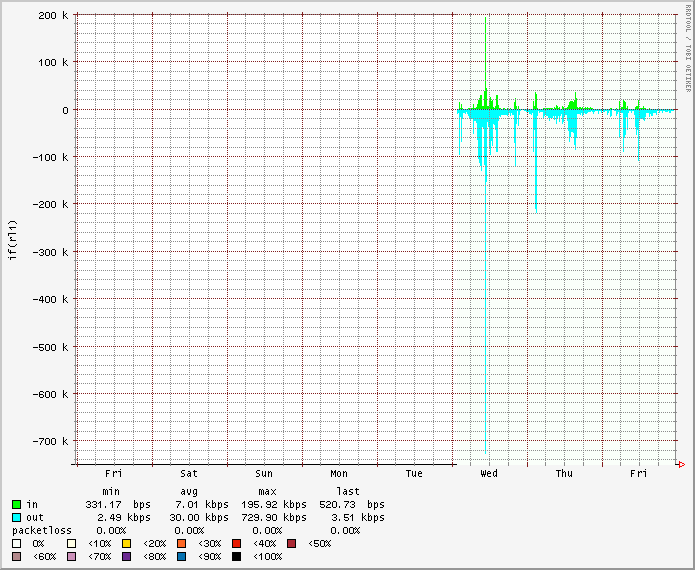 200 k
100 k
0
-100 k
-200 k
-300 k
-400 k
-500 k
-600 k
-700 k
if(rl1)
RRDTOOL / TOBI OETIKER
Fri Sat Sun Mon Tue Wed Thu Fri
min avg max last
in 331.17 bps 7.01 kbps 195.92 kbps 520.73 bps
out 2.49 kbps 30.00 kbps 729.90 kbps 3.51 kbps
packetloss 0.00% 0.00% 0.00% 0.00%
0% <10% <20% <30% <40% <50%
<60% <70% <80% <90% <100%